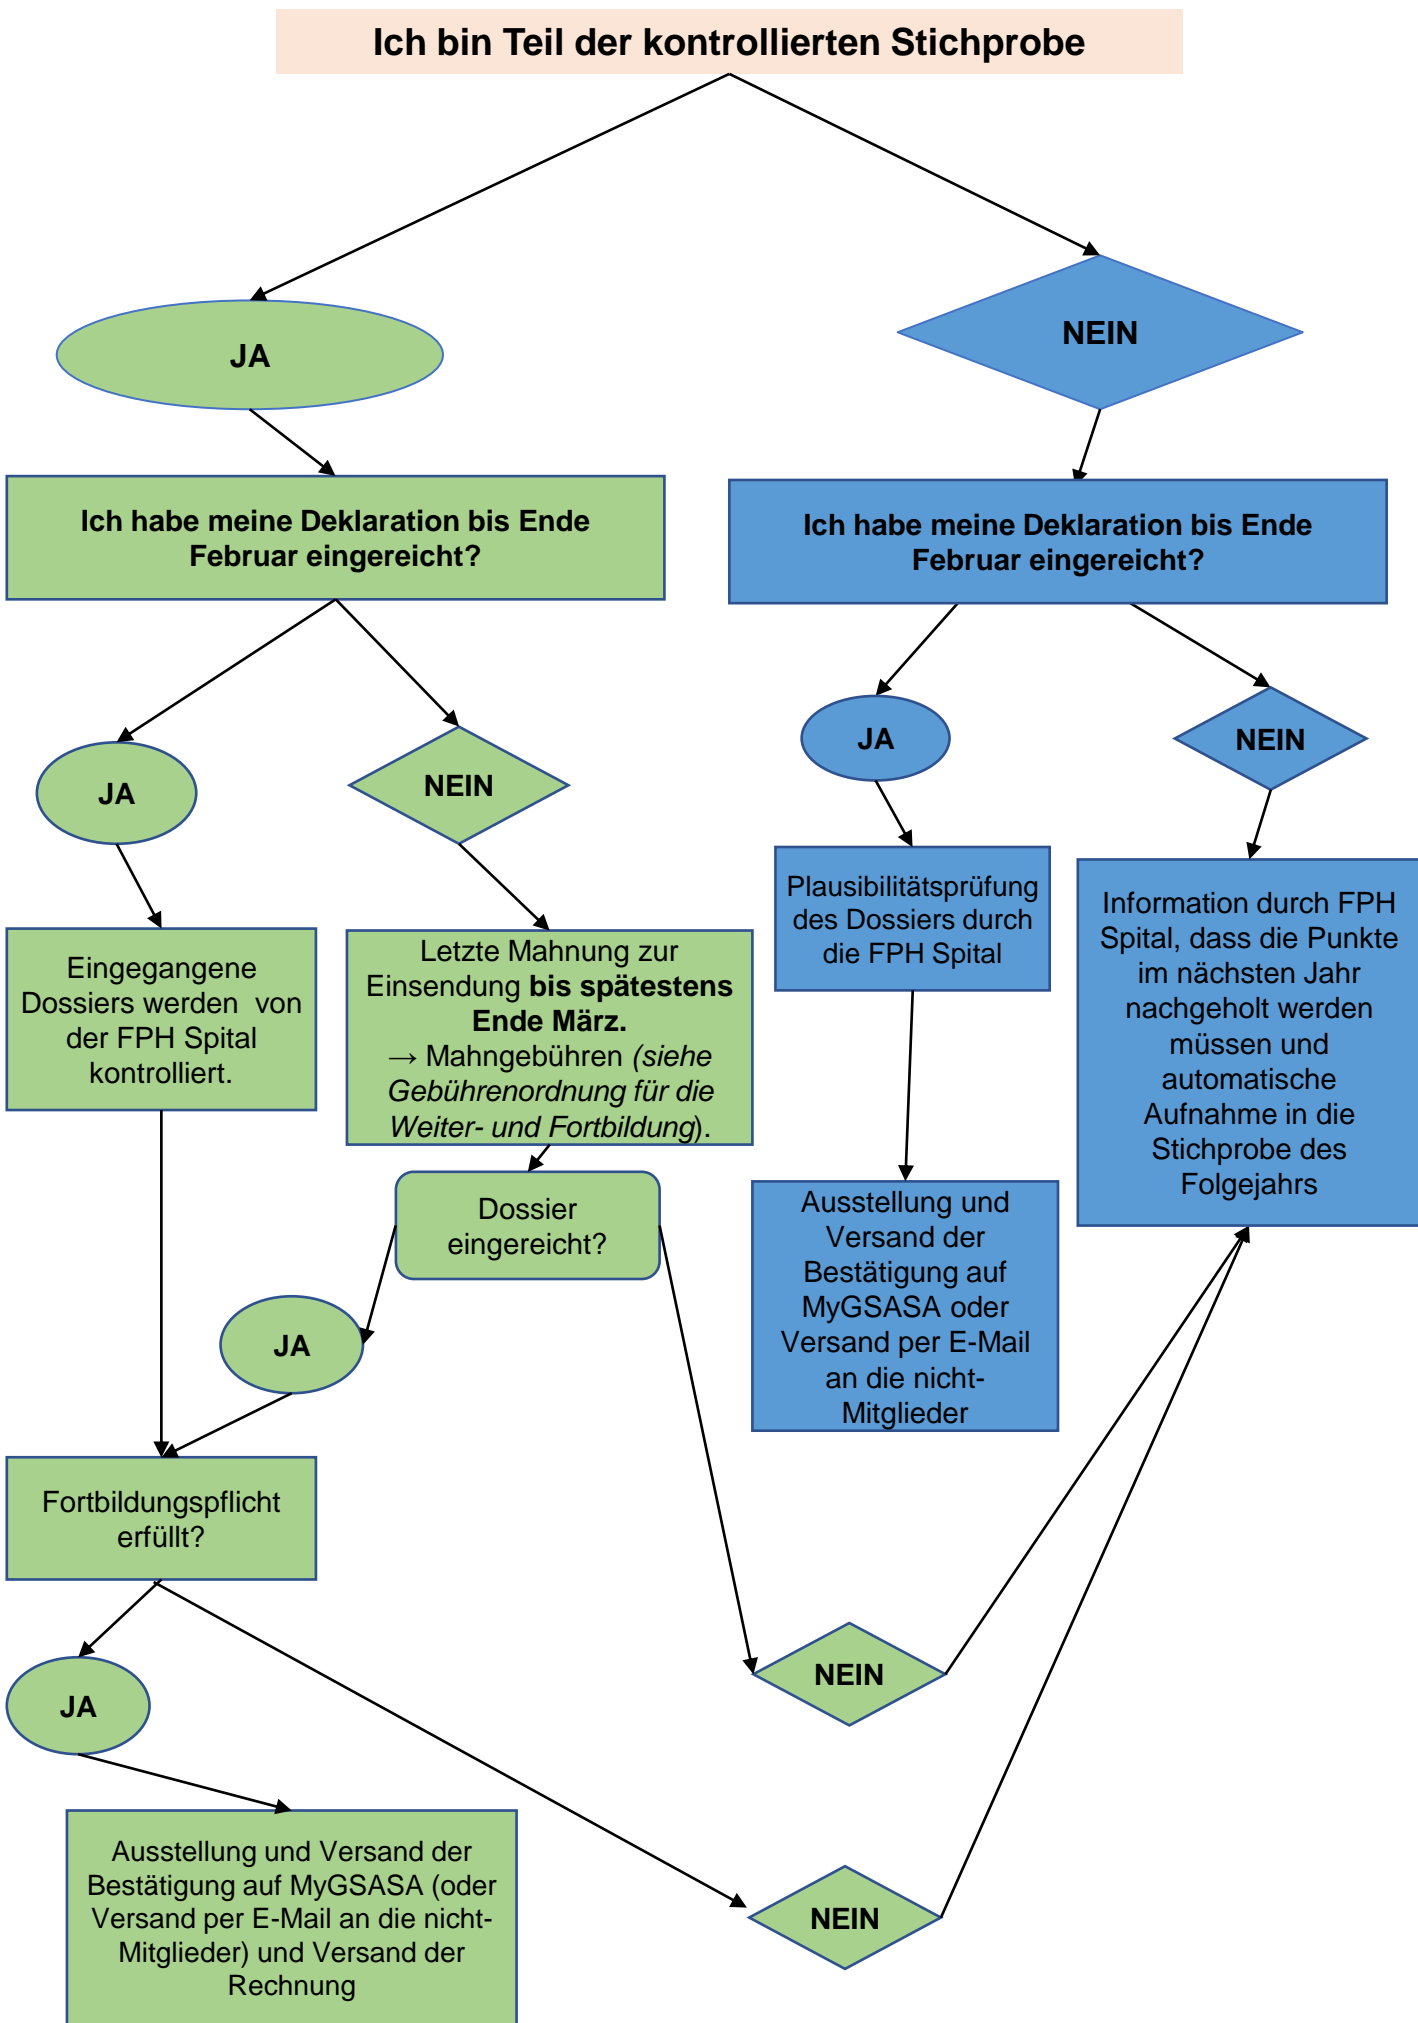 Ich bin Teil der kontrollierten Stichprobe
JA
NEIN
Ich habe meine Deklaration bis Ende
Februar eingereicht?
Ich habe meine Deklaration bis Ende
Februar eingereicht?
JA
NEIN
JA
NEIN
Eingegangene
Dossiers werden von
der FPH Spital
kontrolliert.
Letzte Mahnung zur
Einsendung bis spätestens
Ende März.
→ Mahngebühren (siehe
Gebührenordnung für die
Weiter- und Fortbildung).
Plausibilitätsprüfung
des Dossiers durch
die FPH Spital
Information durch FPH
Spital, dass die Punkte
im nächsten Jahr
nachgeholt werden
müssen und
automatische
Aufnahme in die
Stichprobe des
Folgejahrs
Dossier
eingereicht?
Ausstellung und
Versand der
Bestätigung auf
MyGSASA oder
Versand per E-Mail
an die nicht-
Mitglieder
JA
Fortbildungspflicht
erfüllt?
NEIN
JA
Ausstellung und Versand der
Bestätigung auf MyGSASA (oder
Versand per E-Mail an die nicht-
Mitglieder) und Versand der
Rechnung
NEIN